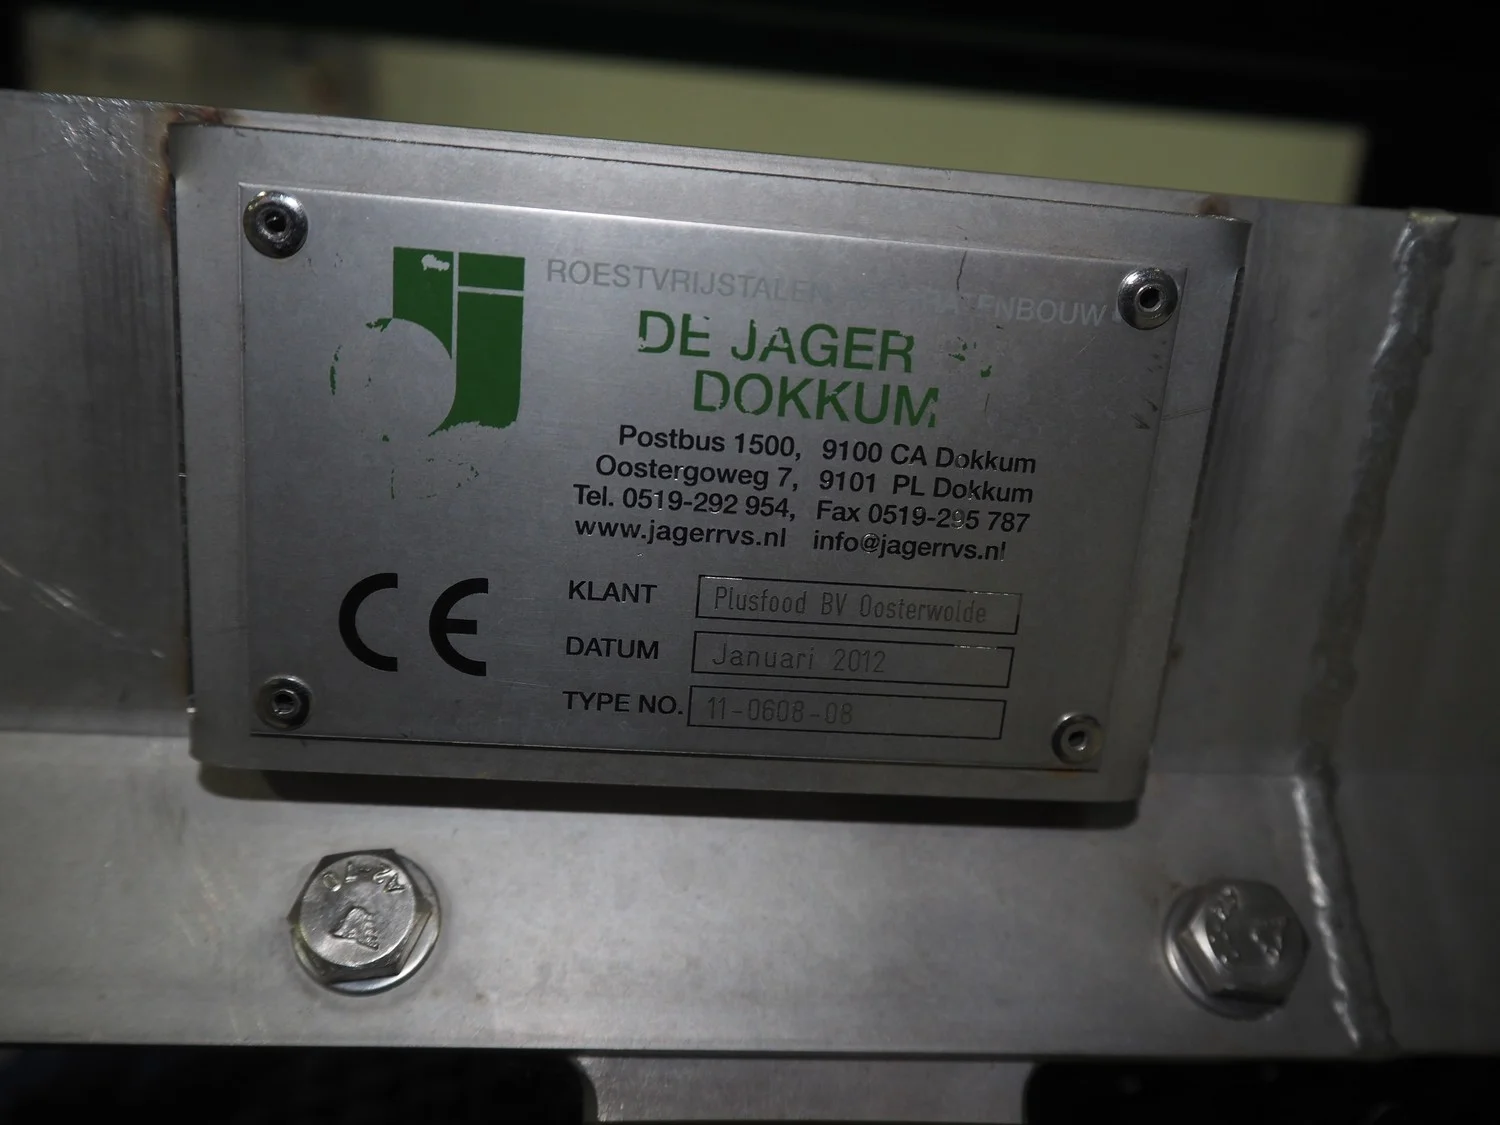 ROESTVRIJSTALEN
DE JAGER
DOKKUM
Postbus 1500, 9100 CA Dokkum
Oostergoweg 7, 9101 PL Dokkum
Tel. 0519-292 954, Fax 0519-295 787
www.jagerrvs.nl info@jagerrvs.nl
CE
KLANT Plusfood BV Oosterwolde
DATUM Januari 2012
TYPE NO. 11-0608-08
A2-70